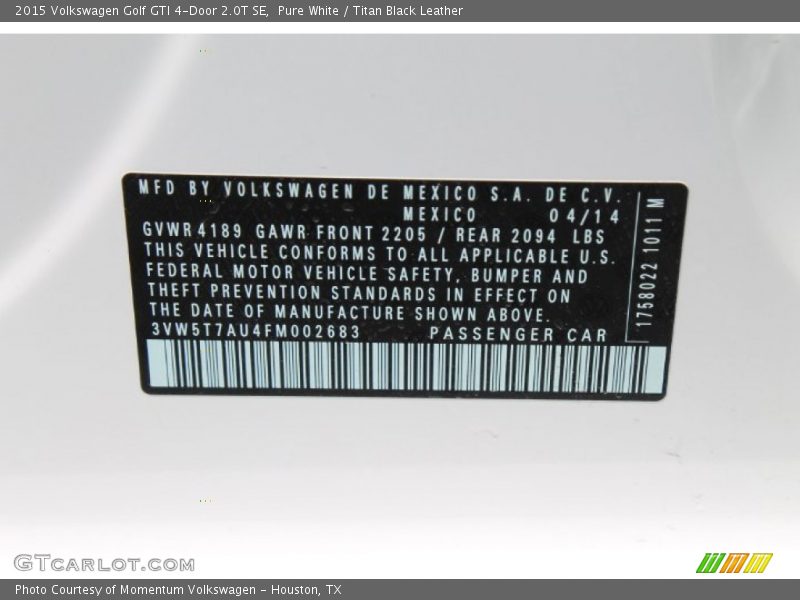 2015 Volkswagen Golf GTI 4-Door 2.0T SE,  Pure White / Titan Black Leather
MFD BY VOLKSWAGEN DE MEXICO S.A. DE C.V.
MEXICO 04/14
GVWR 4189 GAWR FRONT 2205 / REAR 2094 LBS
THIS VEHICLE CONFORMS TO ALL APPLICABLE U.S.
FEDERAL MOTOR VEHICLE SAFETY, BUMPER AND
THEFT PREVENTION STANDARDS IN EFFECT ON
THE DATE OF MANUFACTURE SHOWN ABOVE.
3VW5T7AU4FM002683 PASSENGER CAR
1758022 1011 M
GTCARLOT.COM
Photo Courtesy of Momentum Volkswagen - Houston, TX